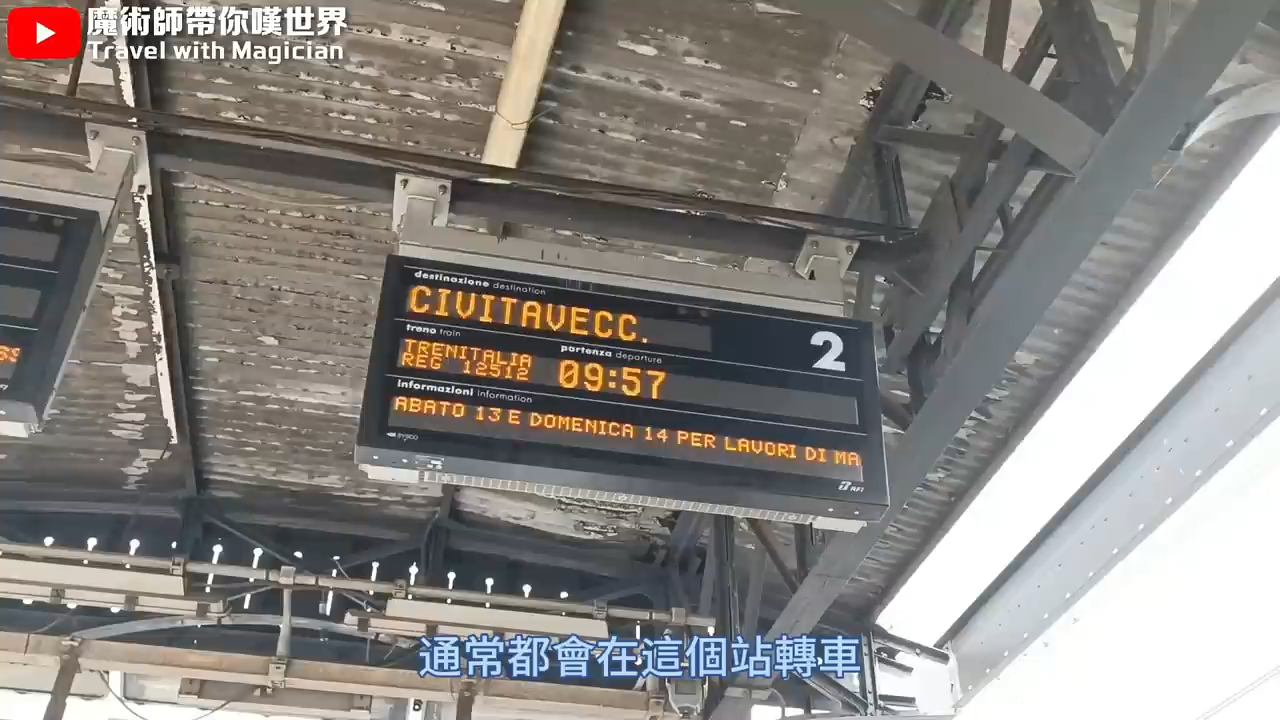 魔術師帶你嘆世界
Travel with Magician
destinazione destination
CIVITAVECC.
2
treno train
partenza departure
TRENITALIA
REG 12512
09:57
informazioni information
ABATO 13 E DOMENICA 14 PER LAVORI DI MA
RFI
通常都會在這個站轉車